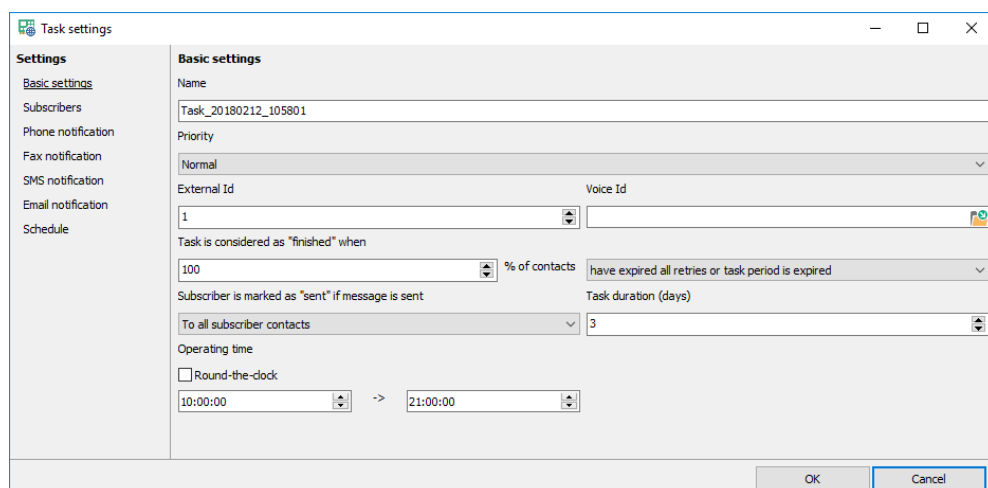 Task settings
Settings
Basic settings
Subscribers
Phone notification
Fax notification
SMS notification
Email notification
Schedule
Basic settings
Name
Task_20180212_105801
Priority
Normal
External Id
Voice Id
1
Task is considered as "finished" when
100
% of contacts
have expired all retries or task period is expired
Subscriber is marked as "sent" if message is sent
Task duration (days)
To all subscriber contacts
3
Operating time
Round-the-clock
10:00:00 -> 21:00:00
OK
Cancel